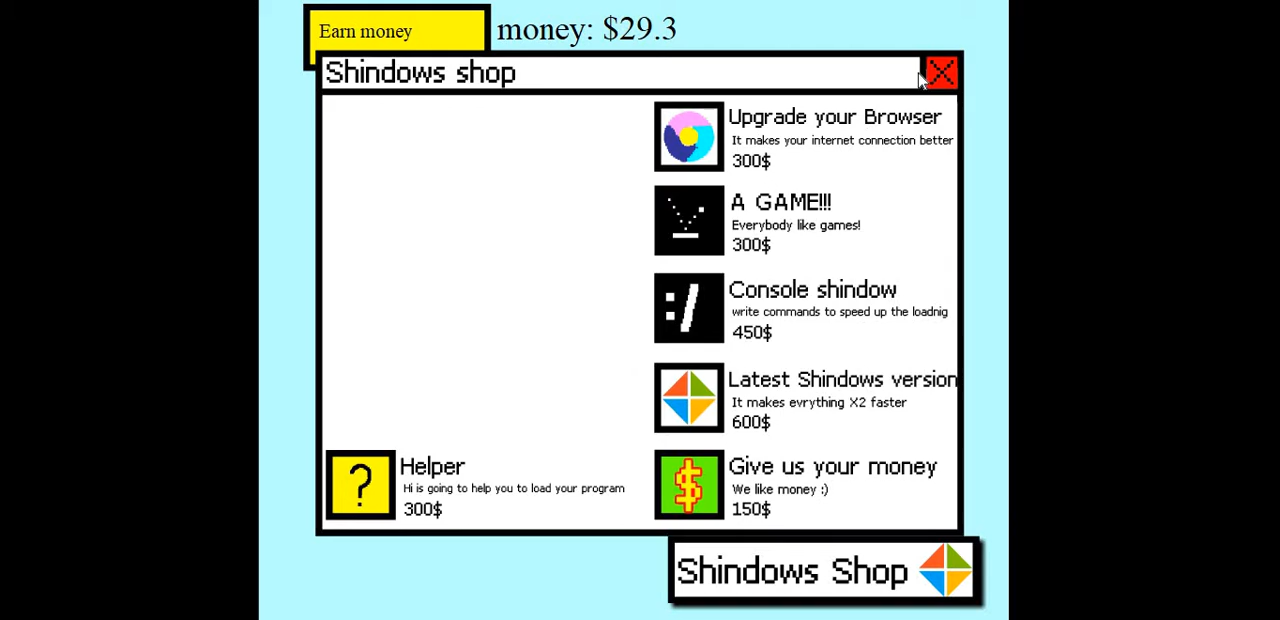 Earn money
money: $29.3
Shindows shop
Upgrade your Browser
It makes your internet connection better
300$
A GAME!!!
Everybody like games!
300$
:/
Console shindow
write commands to speed up the loadnig
450$
Latest Shindows version
It makes evrything X2 faster
600$
?
Helper
Hi is going to help you to load your program
300$
$
Give us your money
We like money :)
150$
Shindows Shop